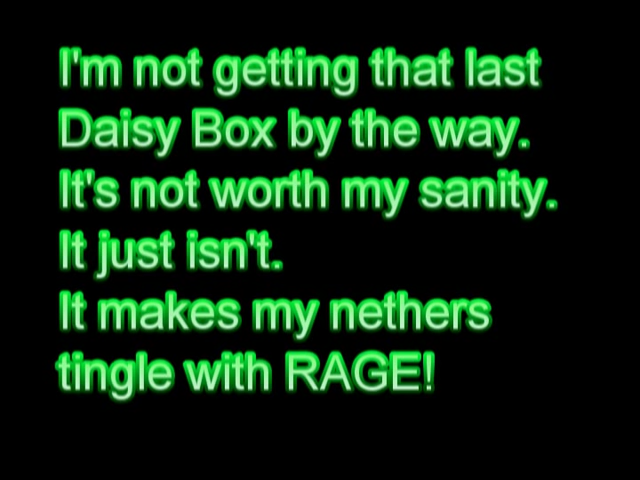 I'm not getting that last
Daisy Box by the way.
It's not worth my sanity.
It just isn't.
It makes my nethers
tingle with RAGE!